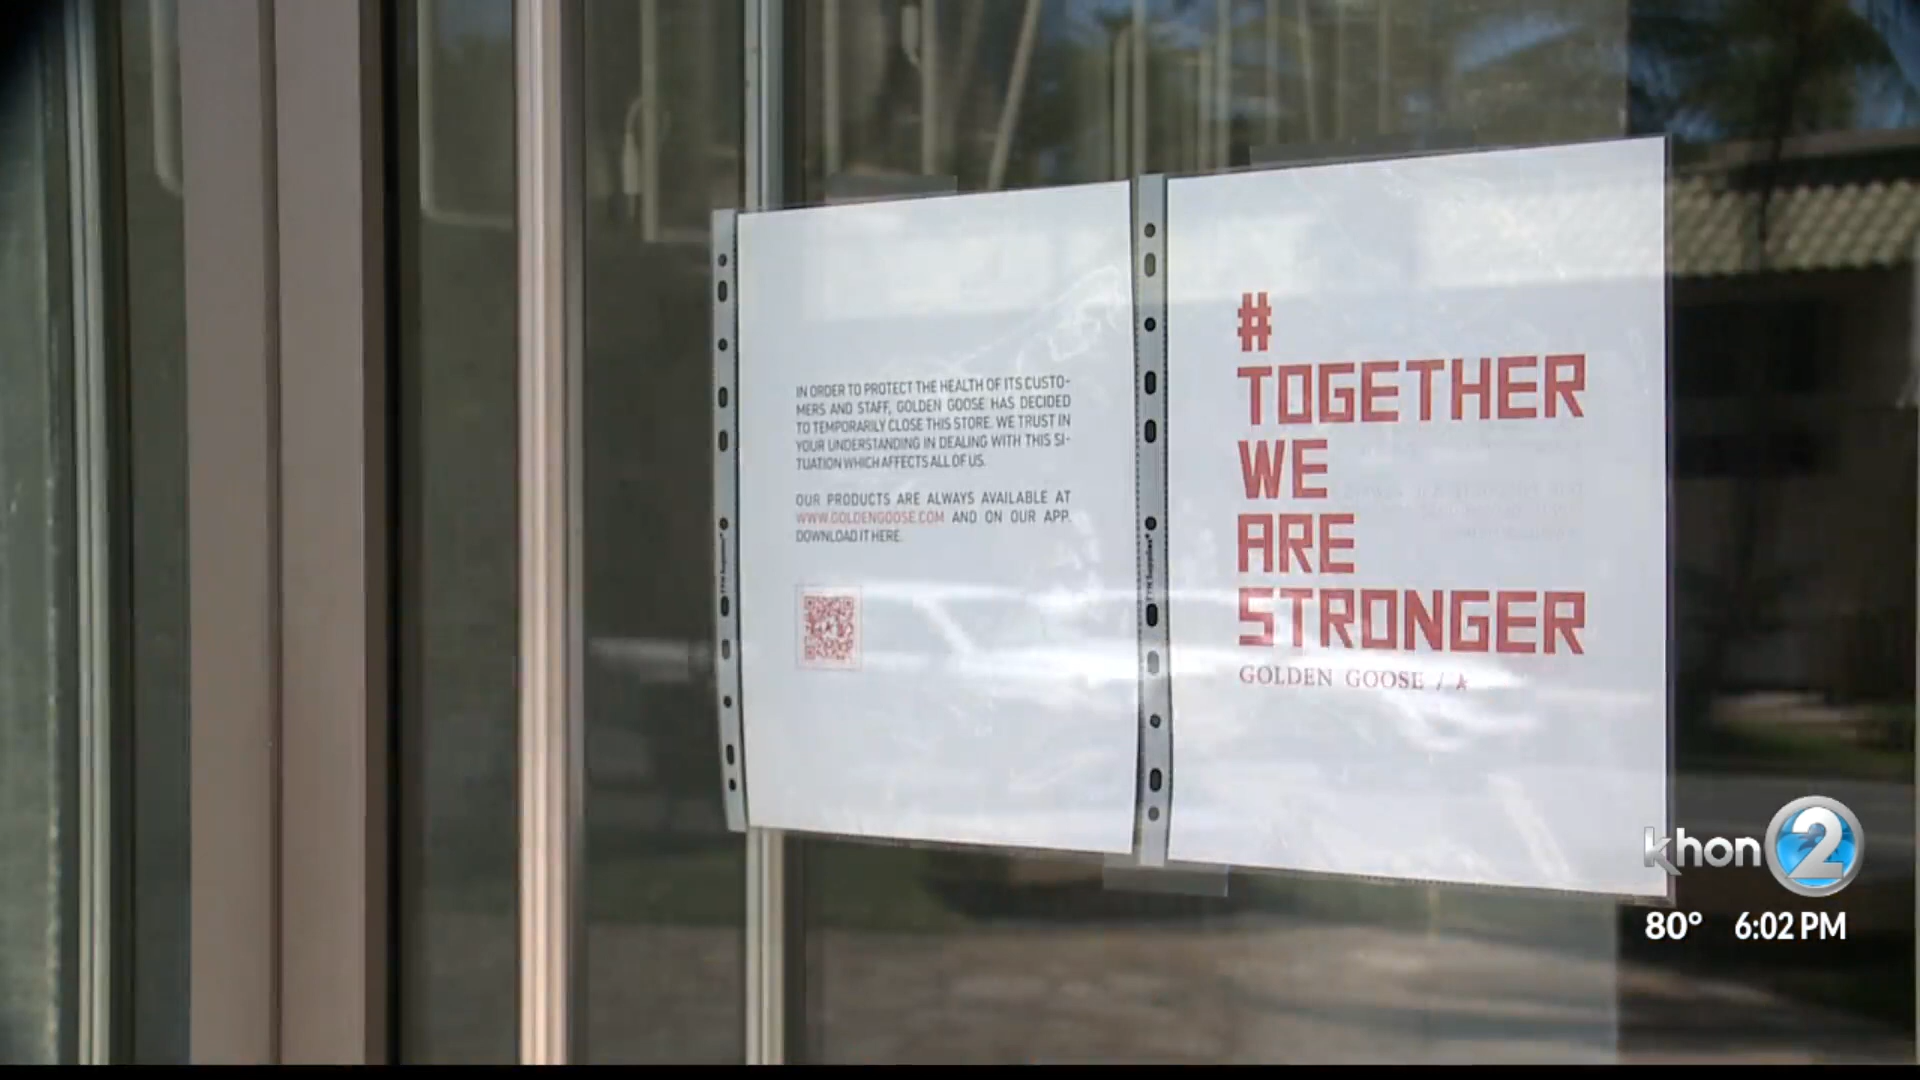 IN ORDER TO PROTECT THE HEALTH OF ITS CUSTO-
MERS AND STAFF, GOLDEN GOOSE HAS DECIDED
TO TEMPORARILY CLOSE THIS STORE. WE TRUST IN
YOUR UNDERSTANDING IN DEALING WITH THIS SI-
TUATION WHICH AFFECTS ALL OF US.
OUR PRODUCTS ARE ALWAYS AVAILABLE AT
WWW.GOLDENGOOSE.COM AND ON OUR APP.
DOWNLOAD IT HERE.
#
TOGETHER
WE
ARE
STRONGER
GOLDEN GOOSE /
khon 2
80° 6:02 PM